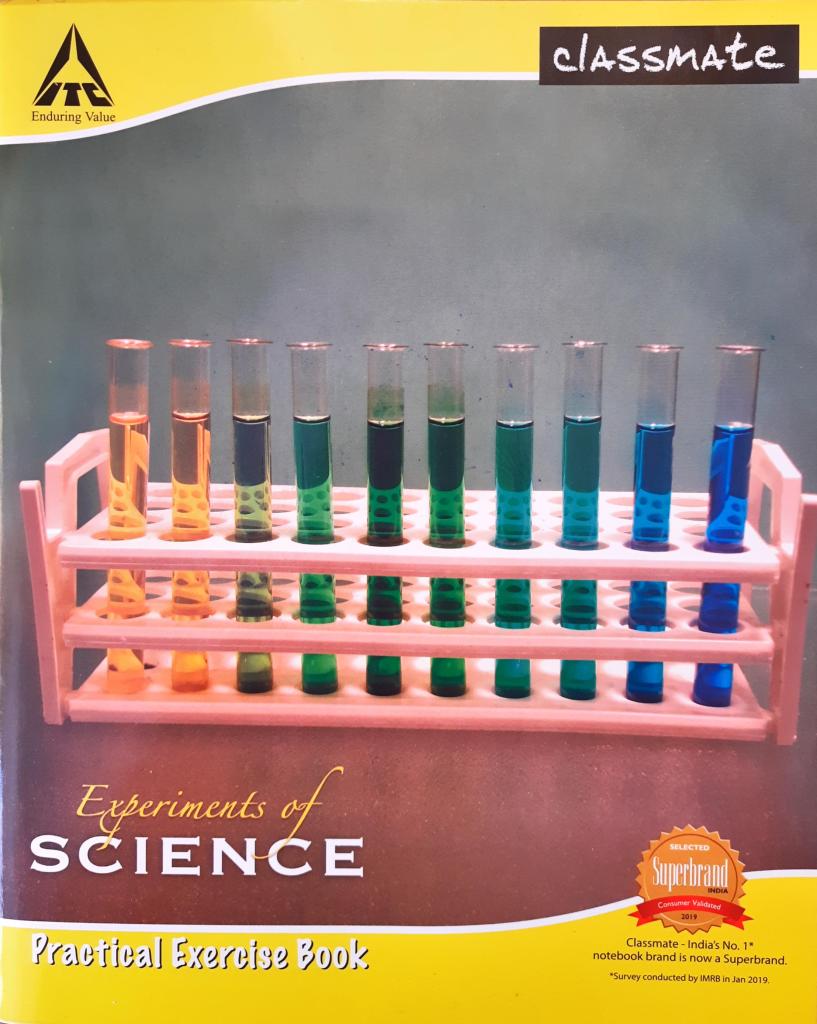 ITC
Enduring Value
classmate
Experiments of
SCIENCE
Practical Exercise Book
SELECTED
Superbrand
INDIA
Consumer Validated
2019
Classmate - India's No. 1*
notebook brand is now a Superbrand.
*Survey conducted by IMRB in Jan 2019.